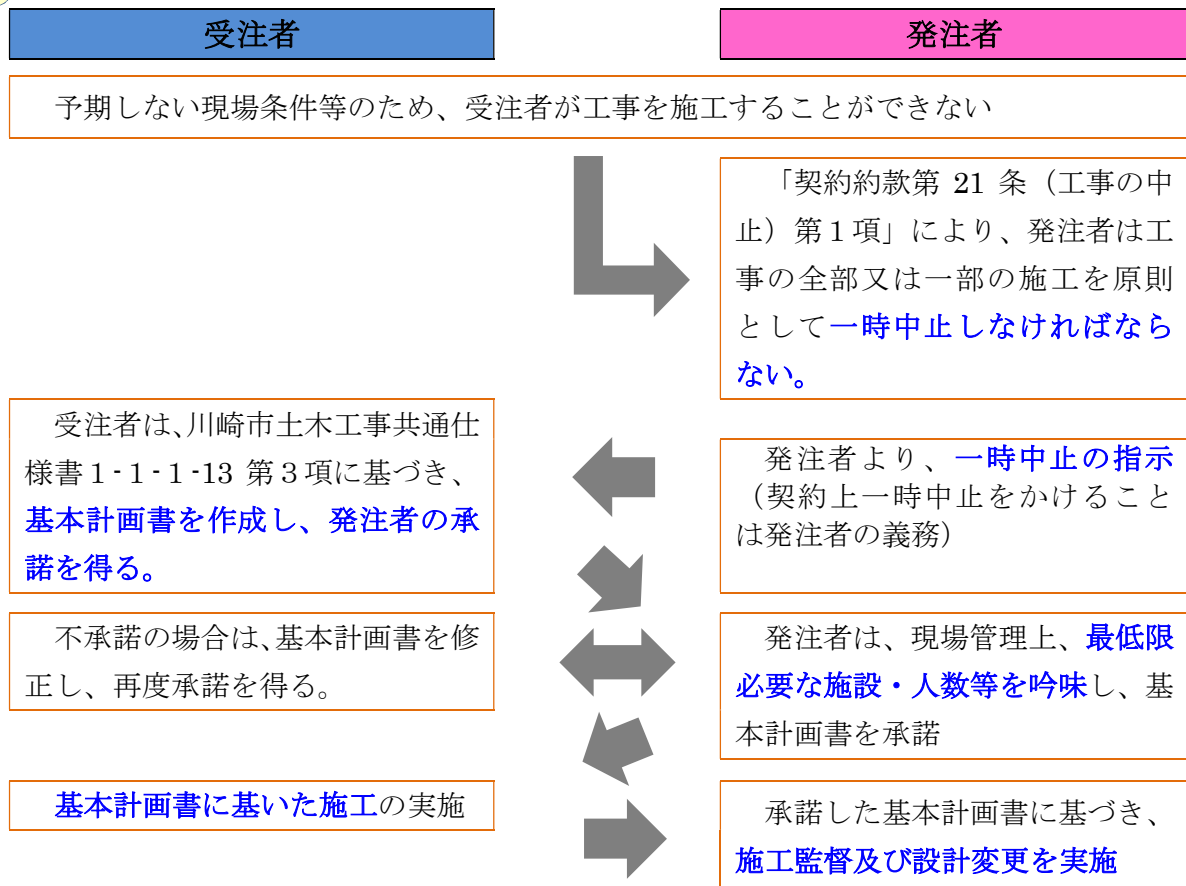 受注者
発注者
予期しない現場条件等のため、受注者が工事を施工することができない
「契約約款第 21 条（工事の中
止）第１項」により、発注者は工
事の全部又は一部の施工を原則
として一時中止しなければなら
ない。
受注者は、川崎市土木工事共通仕
様書１-１-１-13 第３項に基づき、
基本計画書を作成し、発注者の承
諾を得る。
発注者より、一時中止の指示
（契約上一時中止をかけること
は発注者の義務）
不承諾の場合は、基本計画書を修
正し、再度承諾を得る。
発注者は、現場管理上、最低限
必要な施設・人数等を吟味し、基
本計画書を承諾
基本計画書に基いた施工の実施
承諾した基本計画書に基づき、
施工監督及び設計変更を実施